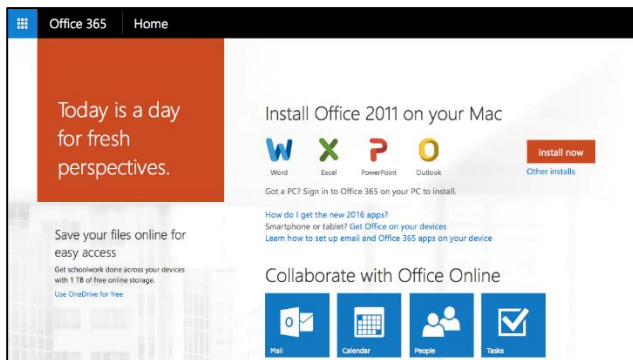 Office 365
Home
Today is a day
for fresh
perspectives.
Save your files online for
easy access
Get schoolwork done across your devices
with 1 TB of free online storage.
Use OneDrive for free
Install Office 2011 on your Mac
Word
Excel
PowerPoint
Outlook
Install now
Other installs
Got a PC? Sign in to Office 365 on your PC to install.
How do I get the new 2016 apps?
Smartphone or tablet? Get Office on your devices
Learn how to set up email and Office 365 apps on your device
Collaborate with Office Online
Mail
Calendar
People
Tasks